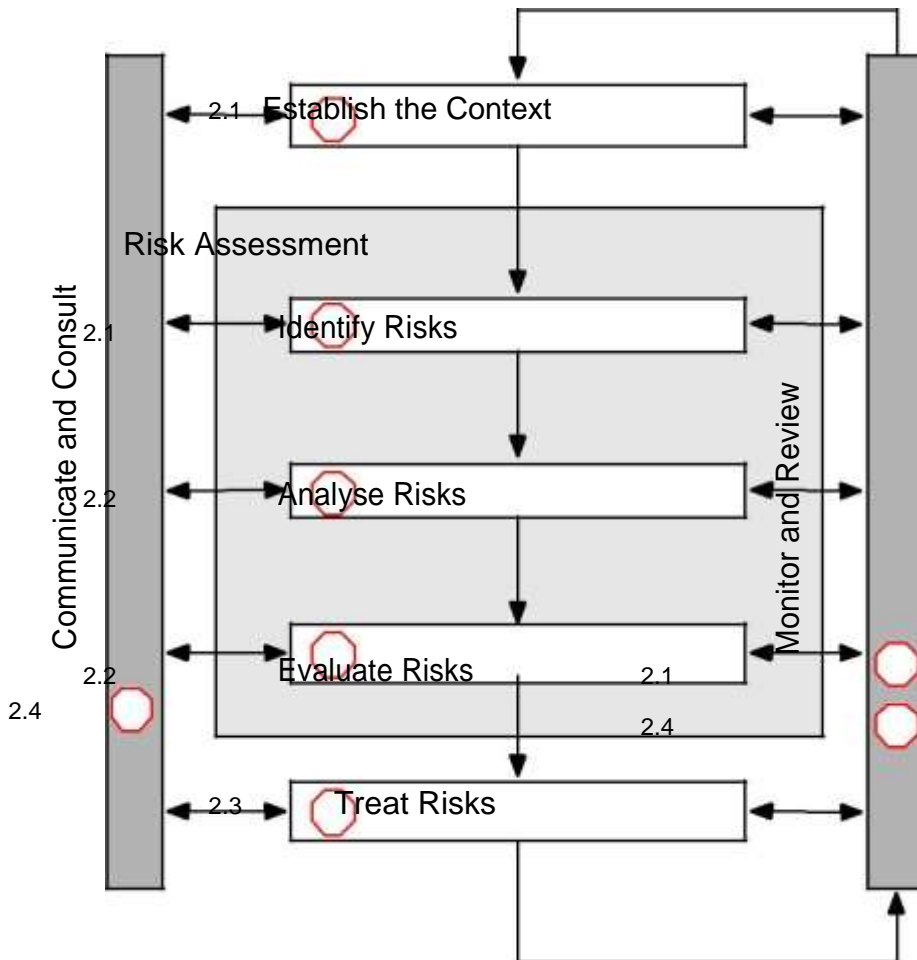 2.1 Establish the Context
Risk Assessment
Communicate and Consult
2.1 Identify Risks
Monitor and Review
2.2 Analyse Risks
2.2 Evaluate Risks 2.1
2.4
2.4
2.3 Treat Risks